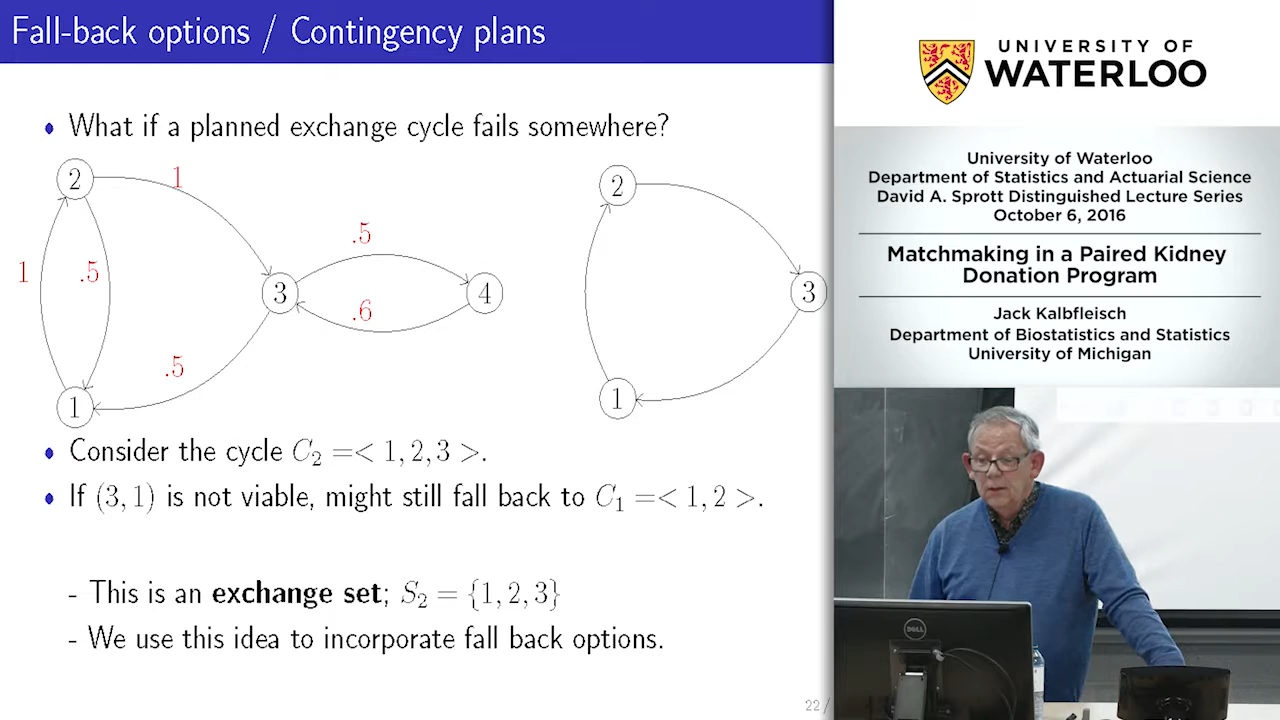 Fall-back options / Contingency plans
• What if a planned exchange cycle fails somewhere?
2
1
1
.5
3
.5
.6
4
.5
1
2
3
1
• Consider the cycle C₂ =< 1, 2, 3 >.
• If (3, 1) is not viable, might still fall back to C₁ =< 1, 2 >.
- This is an exchange set; S₂ = {1, 2, 3}
- We use this idea to incorporate fall back options.
22 /
UNIVERSITY OF
WATERLOO
University of Waterloo
Department of Statistics and Actuarial Science
David A. Sprott Distinguished Lecture Series
October 6, 2016
Matchmaking in a Paired Kidney
Donation Program
Jack Kalbfleisch
Department of Biostatistics and Statistics
University of Michigan
DELL